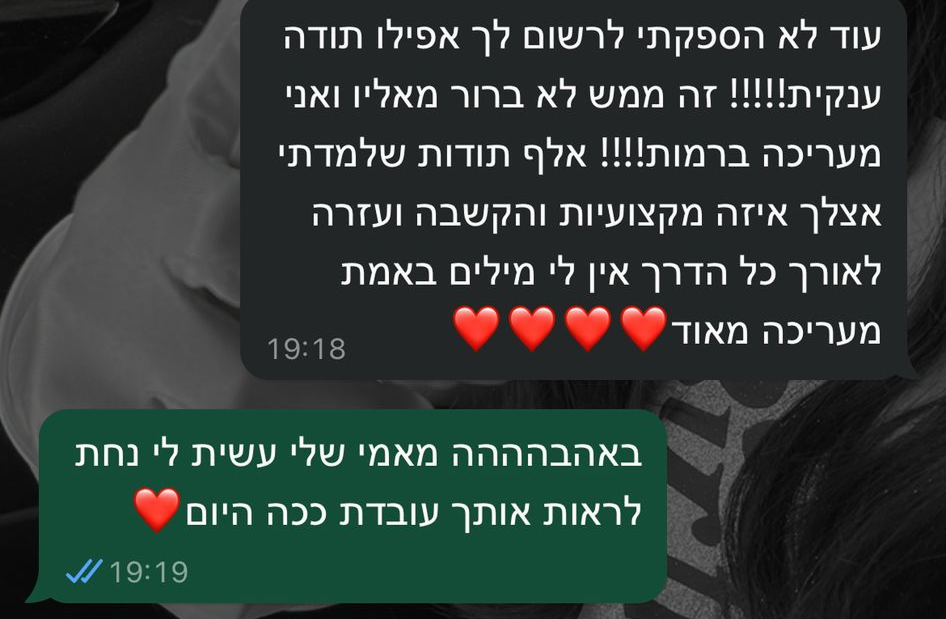 עוד לא הספקתי לרשום לך אפילו תודה
ענקית!!!!! זה ממש לא ברור מאליו ואני
מעריכה ברמות!!!! אלף תודות שלמדתי
אצלך איזה מקצועיות והקשבה ועזרה
לאורך כל הדרך אין לי מילים באמת
מעריכה מאוד❤️❤️❤️❤️
19:18
באהבהההה מאמי שלי עשית לי נחת
לראות אותך עובדת ככה היום❤️
19:19